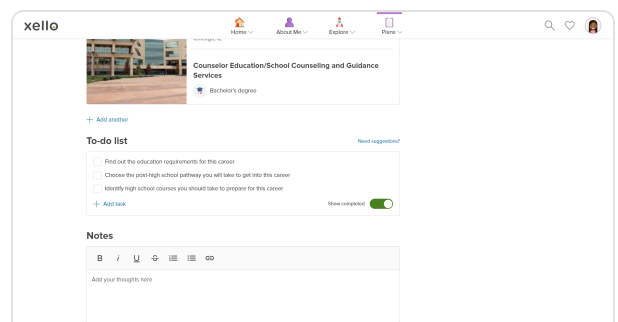 xello
Home
About Me
Explore
Plans
Chicago, IL
Counselor Education/School Counseling and Guidance
Services
Bachelor's degree
+ Add another
To-do list
Need suggestions?
Find out the education requirements for this career
Choose the post-high school pathway you will take to get into this career
Identify high school courses you should take to prepare for this career
+ Add task
Show completed
Notes
B i U S
Add your thoughts here